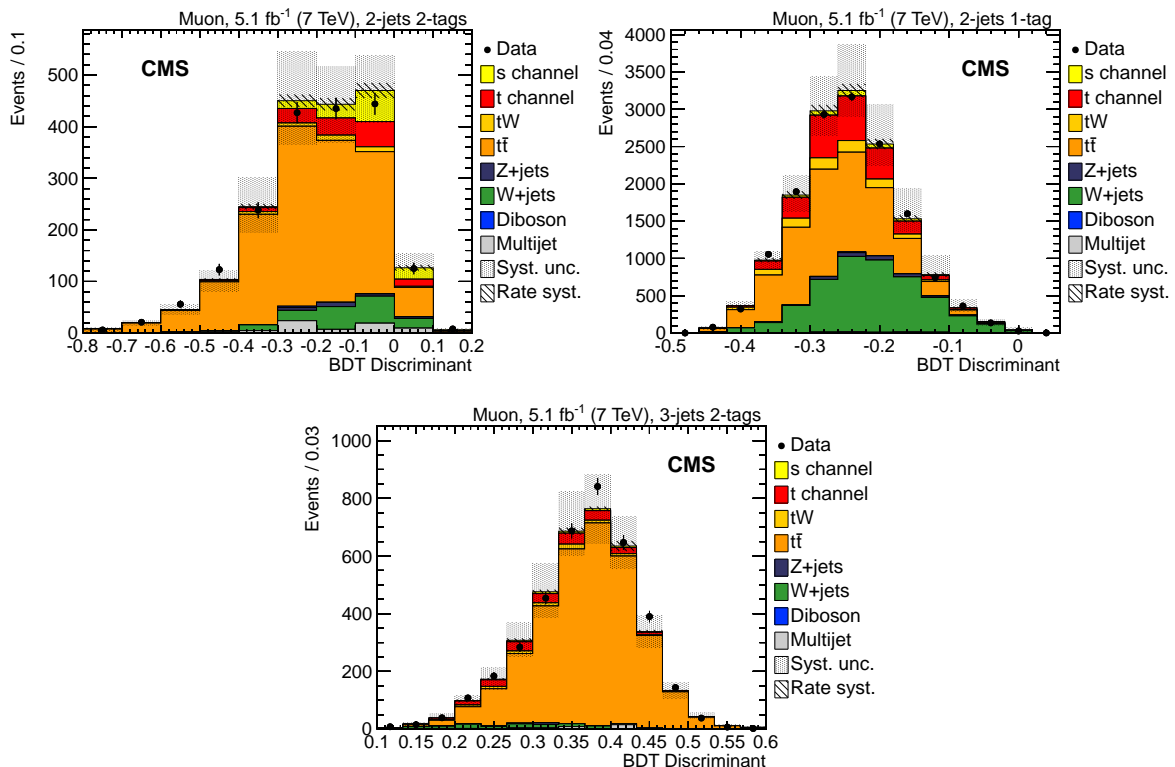 Muon, 5.1 fb⁻¹ (7 TeV), 2-jets 2-tags
Events / 0.1
CMS
500
400
300
200
100
0
-0.8 -0.7 -0.6 -0.5 -0.4 -0.3 -0.2 -0.1 0 0.1 0.2
BDT Discriminant
Data
s channel
t channel
tW
tt̄
Z+jets
W+jets
Diboson
Multijet
Syst. unc.
Rate syst.
Muon, 5.1 fb⁻¹ (7 TeV), 2-jets 1-tag
Events / 0.04
CMS
4000
3500
3000
2500
2000
1500
1000
500
0
-0.5 -0.4 -0.3 -0.2 -0.1 0
BDT Discriminant
Data
s channel
t channel
tW
tt̄
Z+jets
W+jets
Diboson
Multijet
Syst. unc.
Rate syst.
Muon, 5.1 fb⁻¹ (7 TeV), 3-jets 2-tags
Events / 0.03
CMS
1000
800
600
400
200
0
0.1 0.15 0.2 0.25 0.3 0.35 0.4 0.45 0.5 0.55 0.6
BDT Discriminant
Data
s channel
t channel
tW
tt̄
Z+jets
W+jets
Diboson
Multijet
Syst. unc.
Rate syst.